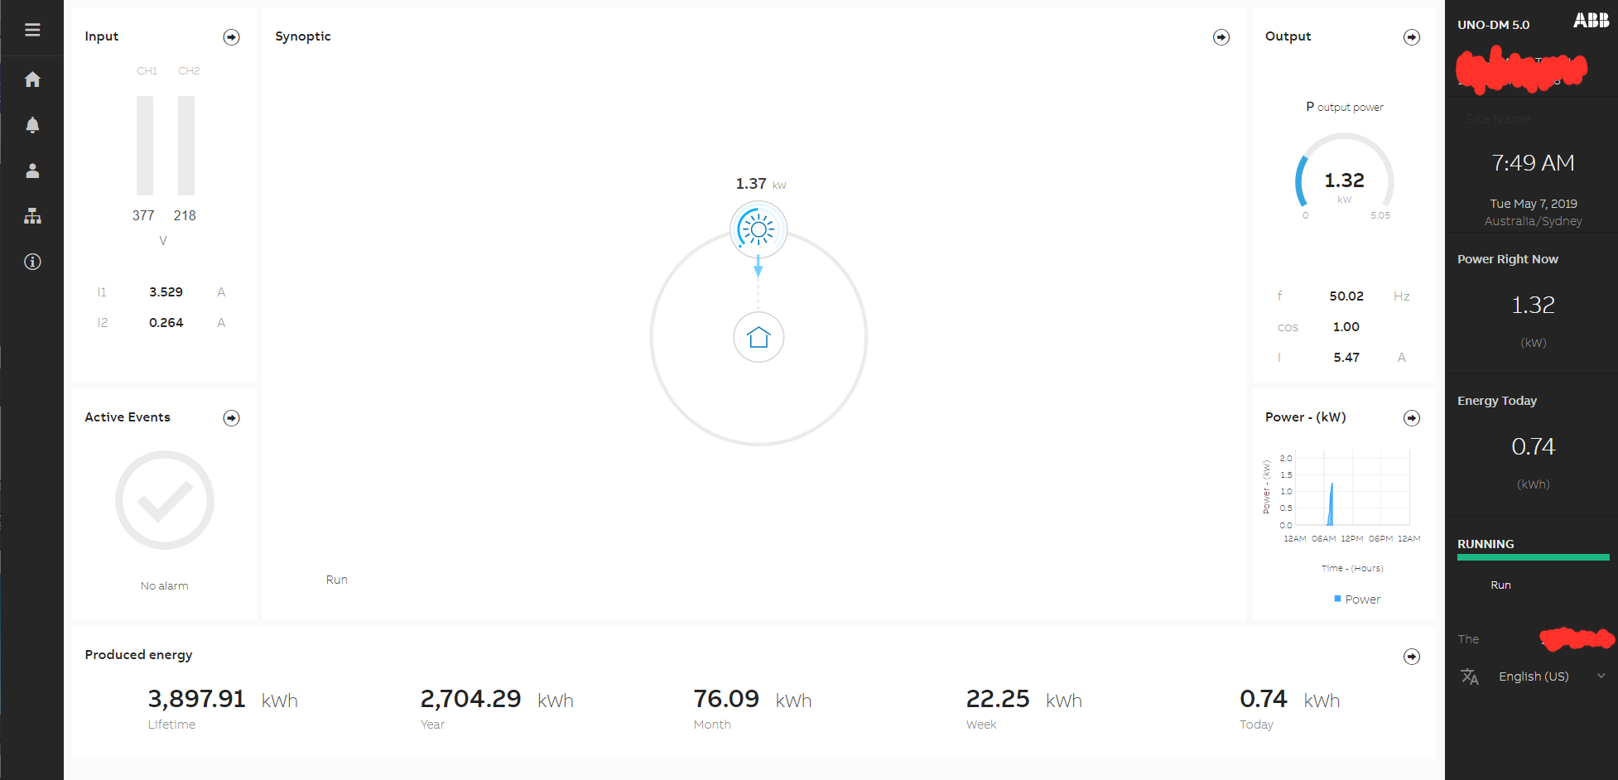 Input
CH1 CH2
377 218
V
I1 3.529 A
I2 0.264 A
Active Events
No alarm
Synoptic
1.37 kW
Run
Output
P output power
1.32
kW
0 5.05
f 50.02 Hz
cos 1.00
I 5.47 A
Power - (kW)
Power - (kW)
2.0
1.5
1.0
0.5
0.0
12AM 06AM 12PM 06PM 12AM
Time - (Hours)
Power
Produced energy
3,897.91 kWh
Lifetime
2,704.29 kWh
Year
76.09 kWh
Month
22.25 kWh
Week
0.74 kWh
Today
UNO-DM 5.0 ABB
Site Name
7:49 AM
Tue May 7, 2019
Australia/Sydney
Power Right Now
1.32
(kW)
Energy Today
0.74
(kWh)
RUNNING
Run
The
English (US)